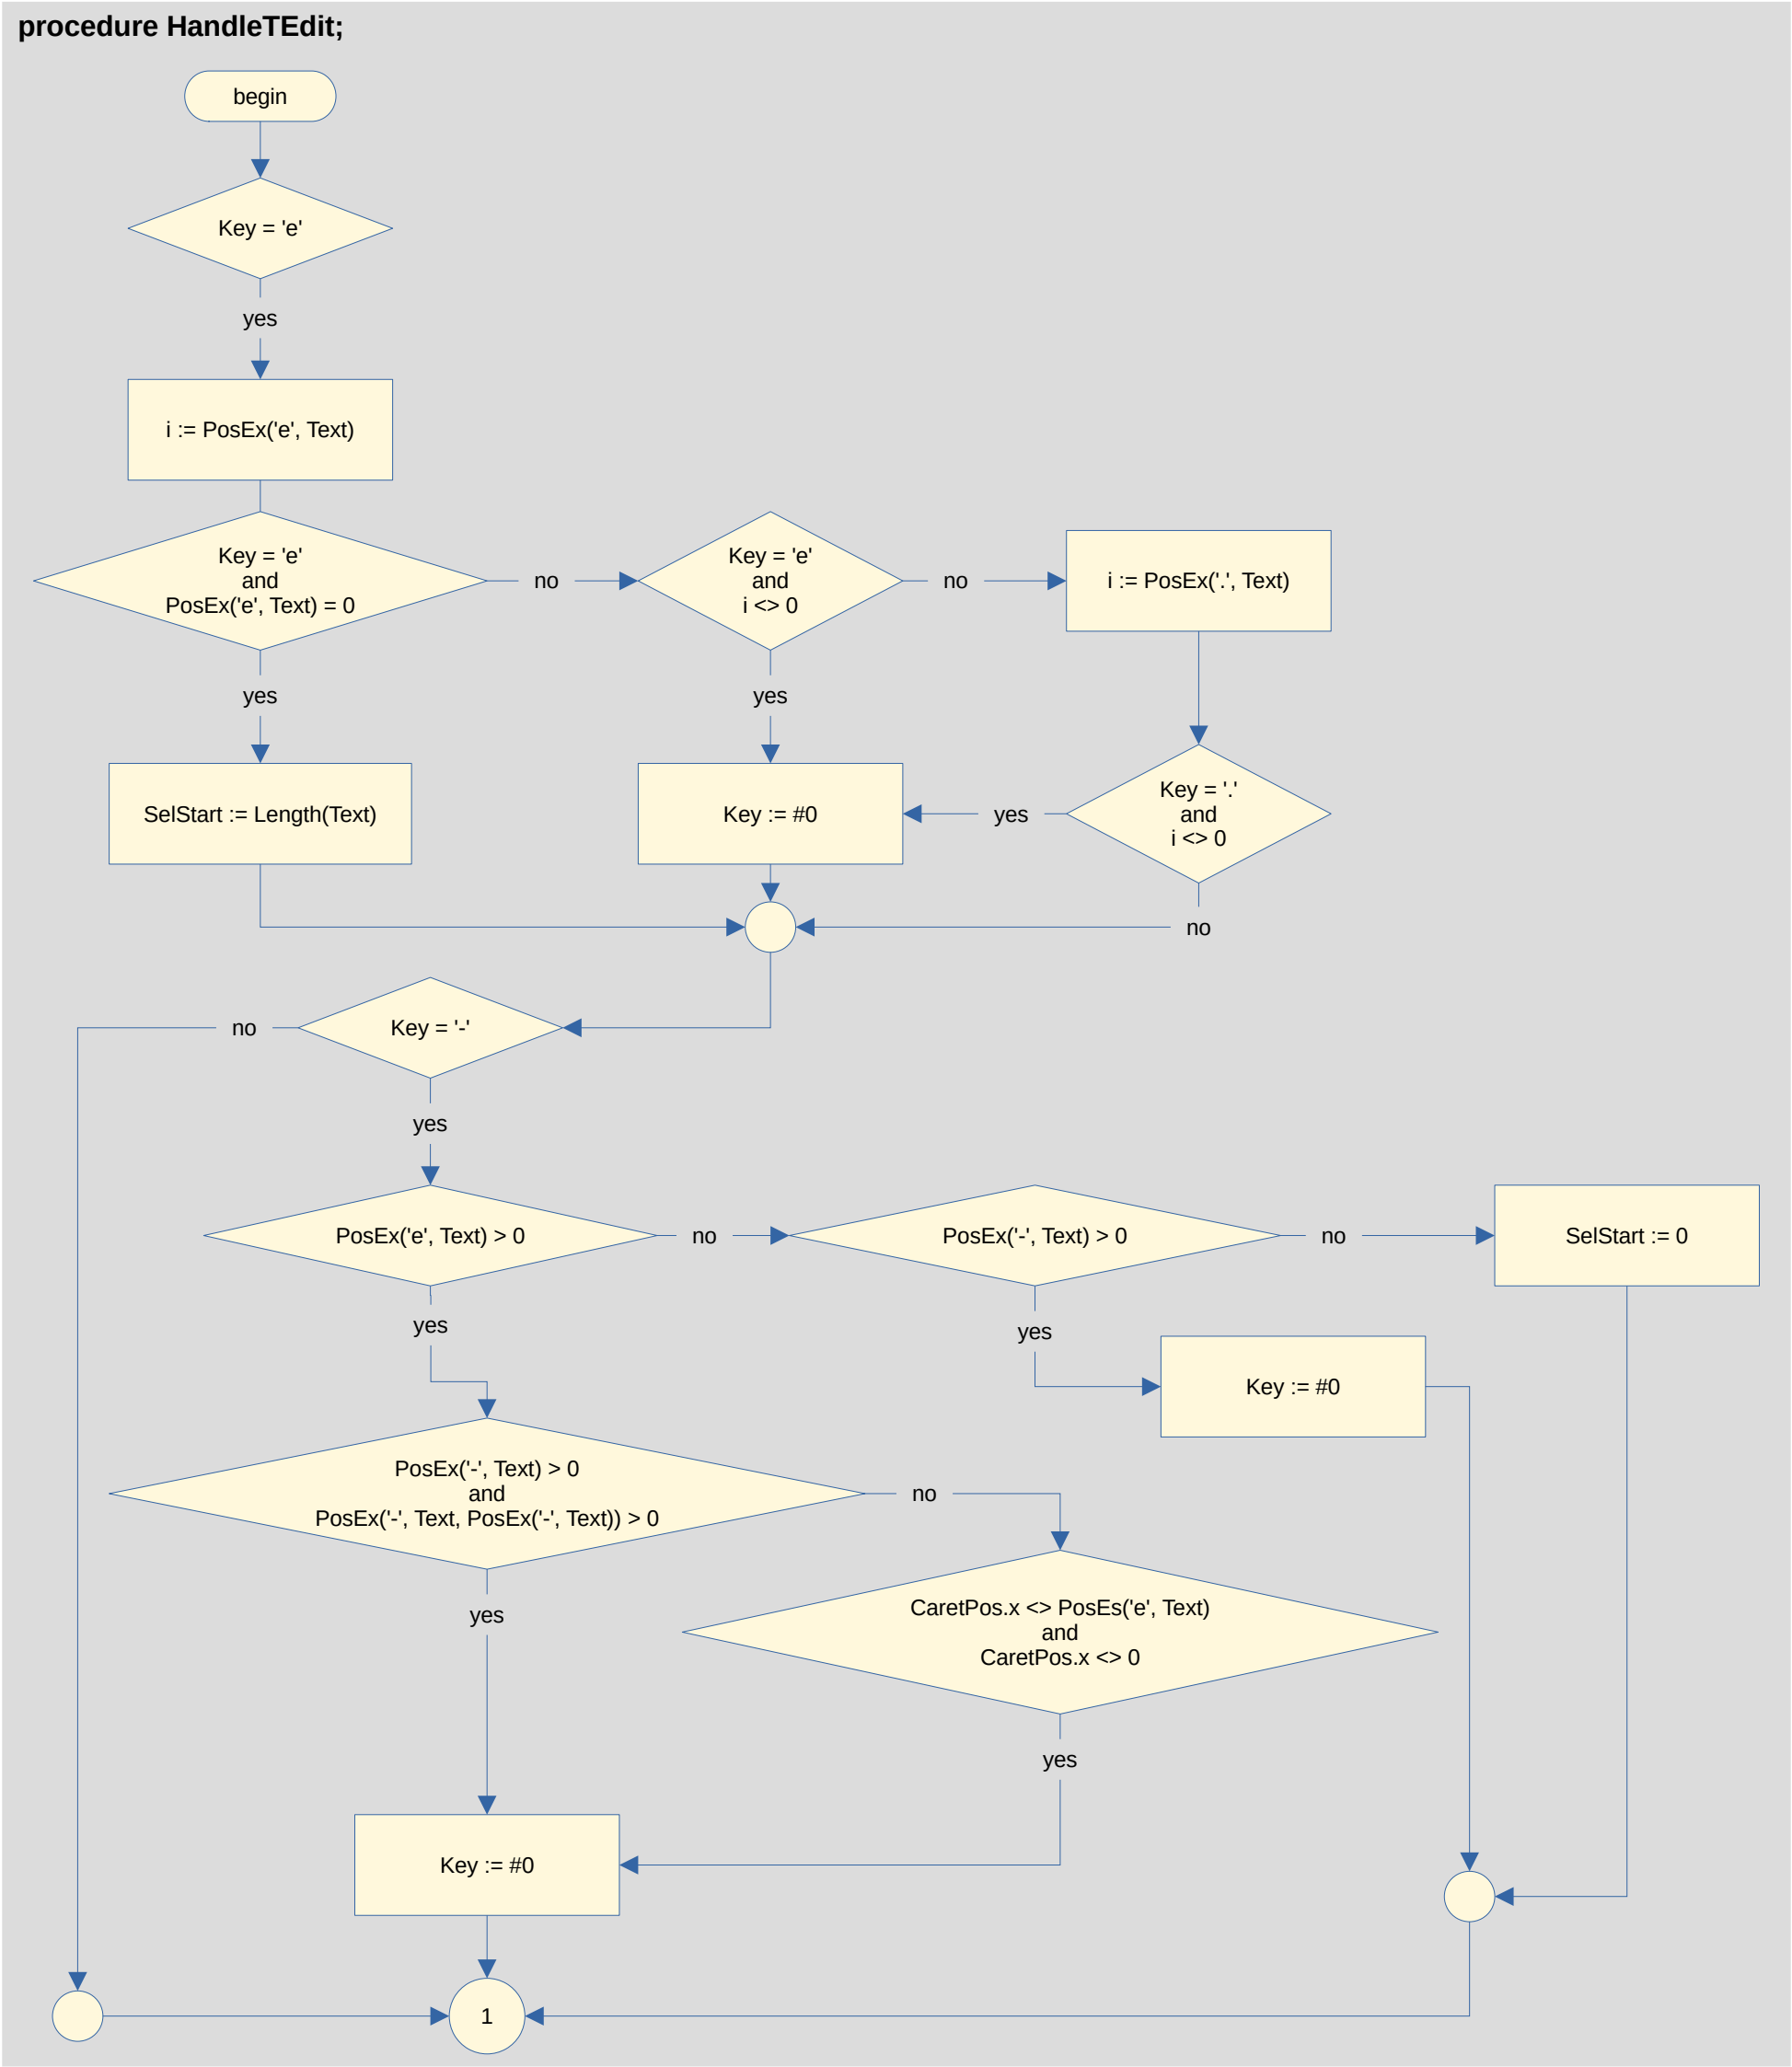 procedure HandleTEdit;
begin
Key = 'e'
yes
i := PosEx('e', Text)
Key = 'e'
and
PosEx('e', Text) = 0
no
Key = 'e'
and
i <> 0
no
i := PosEx('.', Text)
yes
yes
SelStart := Length(Text)
Key := #0
yes
Key = '.'
and
i <> 0
no
no
Key = '-'
yes
PosEx('e', Text) > 0
no
PosEx('-', Text) > 0
no
SelStart := 0
yes
yes
Key := #0
PosEx('-', Text) > 0
and
PosEx('-', Text, PosEx('-', Text)) > 0
no
yes
CaretPos.x <> PosEs('e', Text)
and
CaretPos.x <> 0
yes
Key := #0
1